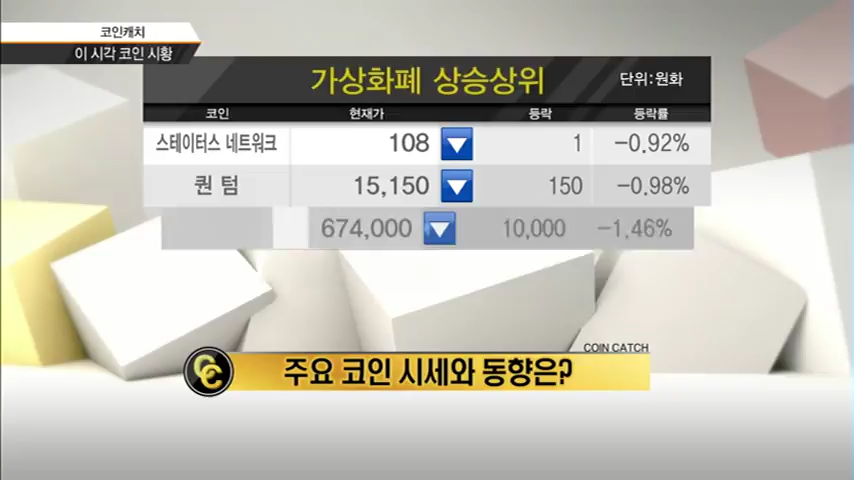 코인캐치
이 시각 코인 시황
가상화폐 상승상위 단위:원화
코인 현재가 등락 등락률
스테이터스 네트워크 108 ▼ 1 -0.92%
퀀 텀 15,150 ▼ 150 -0.98%
674,000 ▼ 10,000 -1.46%
COIN CATCH
CC 주요 코인 시세와 동향은?